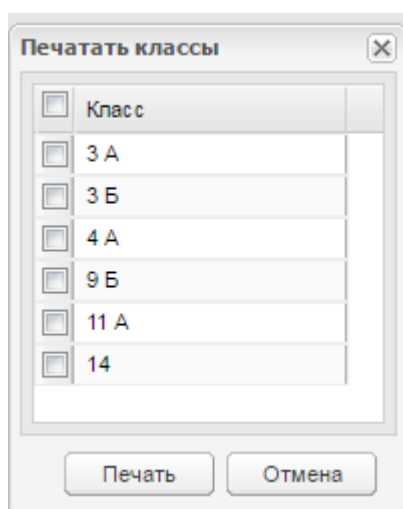 Печатать классы
Класс
3 А
3 Б
4 А
9 Б
11 А
14
Печать Отмена